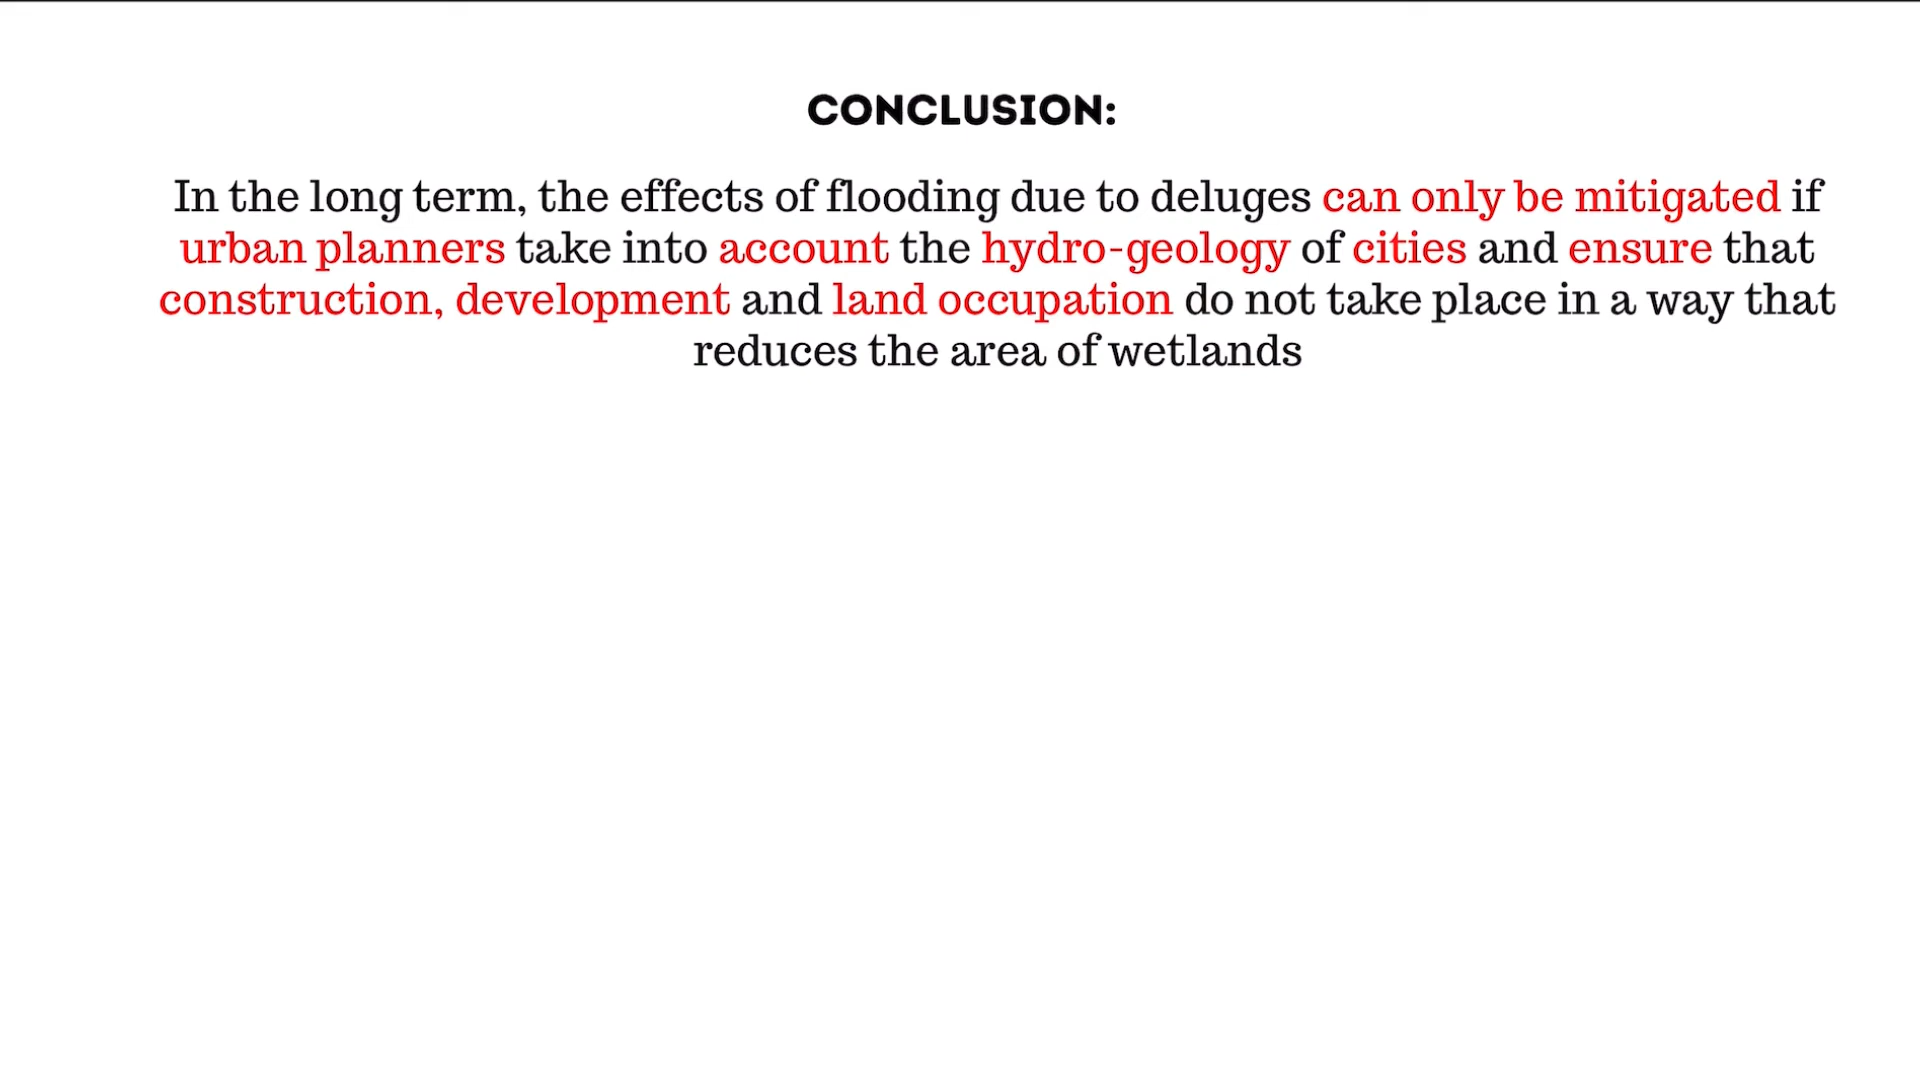 CONCLUSION:
In the long term, the effects of flooding due to deluges can only be mitigated if
urban planners take into account the hydro-geology of cities and ensure that
construction, development and land occupation do not take place in a way that
reduces the area of wetlands